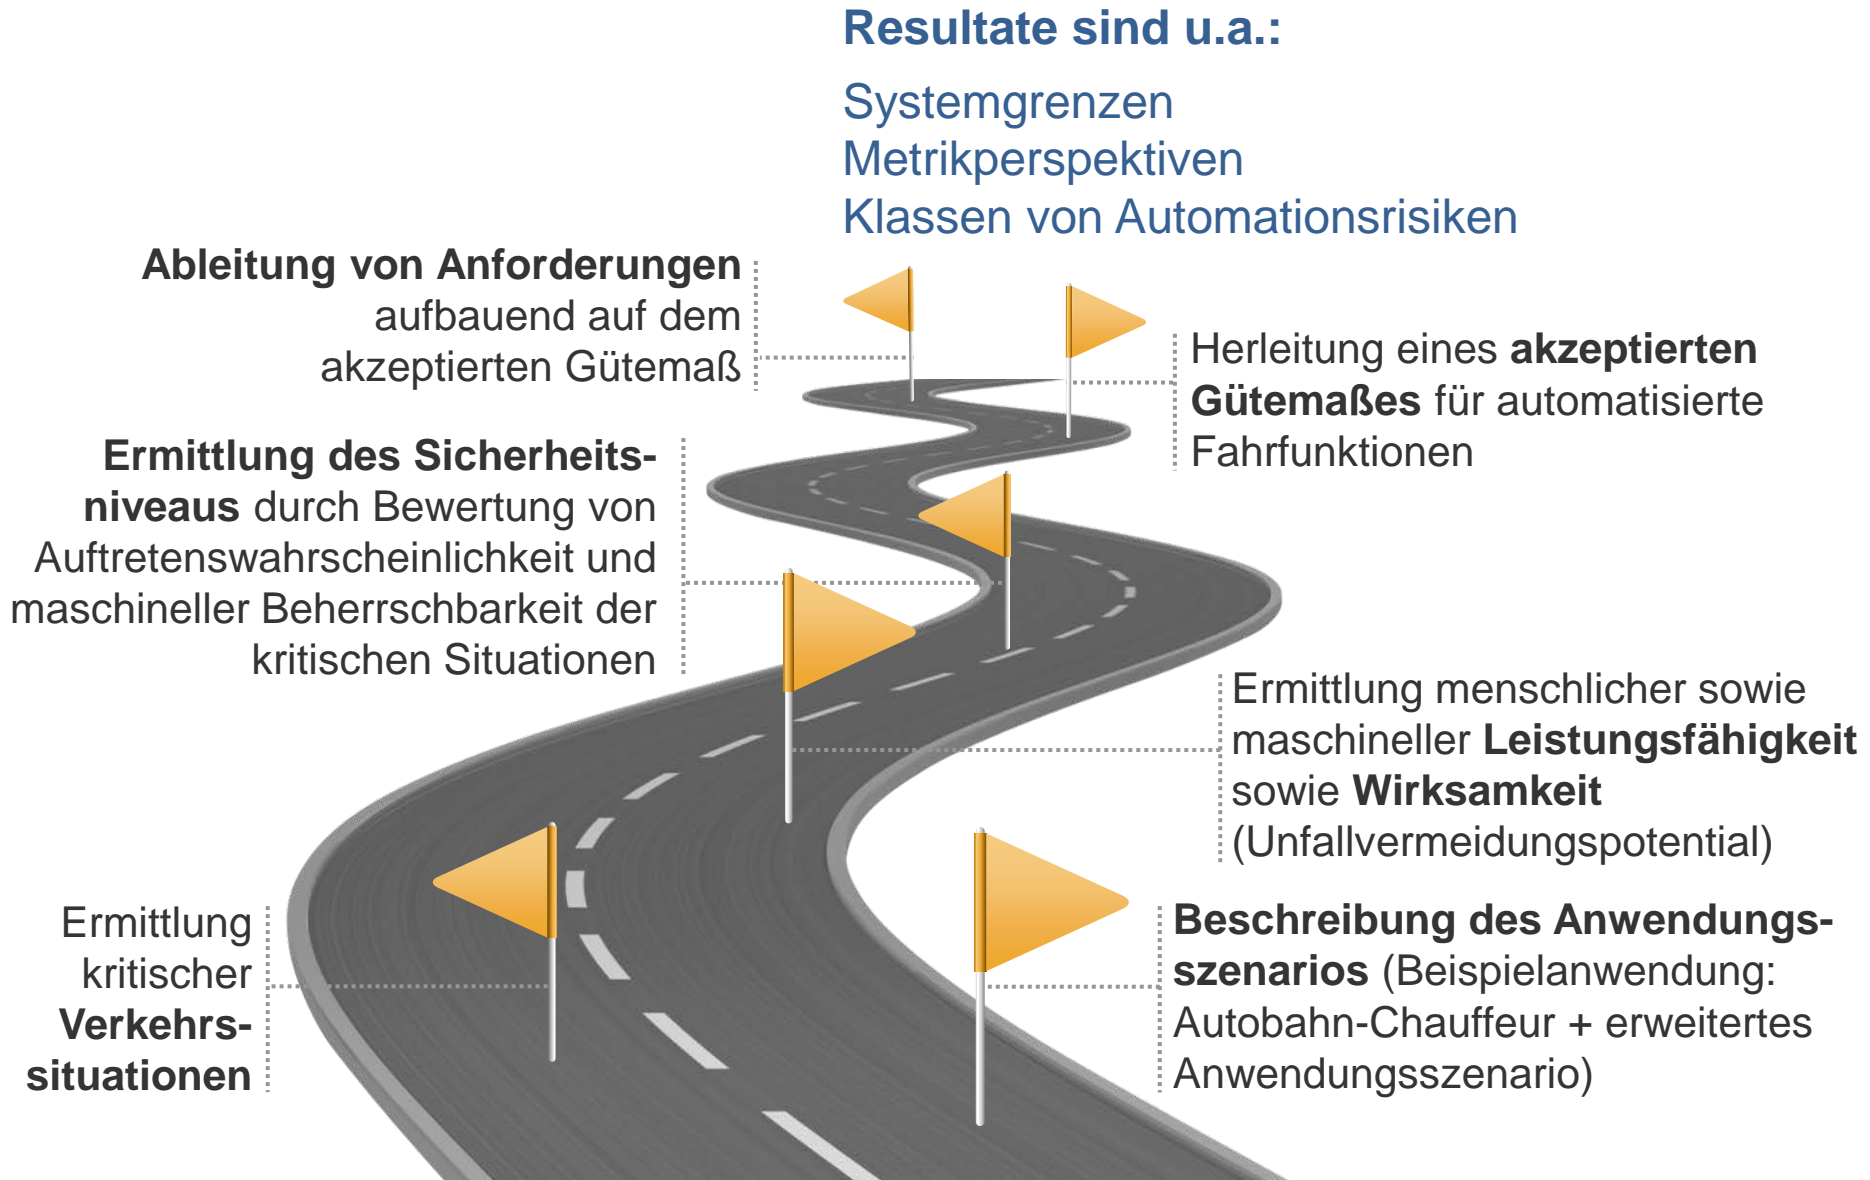 Resultate sind u.a.:
Systemgrenzen
Metrikperspektiven
Klassen von Automationsrisiken
Ableitung von Anforderungen
aufbauend auf dem
akzeptierten Gütemaß
Herleitung eines akzeptierten
Gütemaßes für automatisierte
Fahrfunktionen
Ermittlung des Sicherheits-
niveaus durch Bewertung von
Auftretenswahrscheinlichkeit und
maschineller Beherrschbarkeit der
kritischen Situationen
Ermittlung menschlicher sowie
maschineller Leistungsfähigkeit
sowie Wirksamkeit
(Unfallvermeidungspotential)
Ermittlung
kritischer
Verkehrs-
situationen
Beschreibung des Anwendungs-
szenarios (Beispielanwendung:
Autobahn-Chauffeur + erweitertes
Anwendungsszenario)